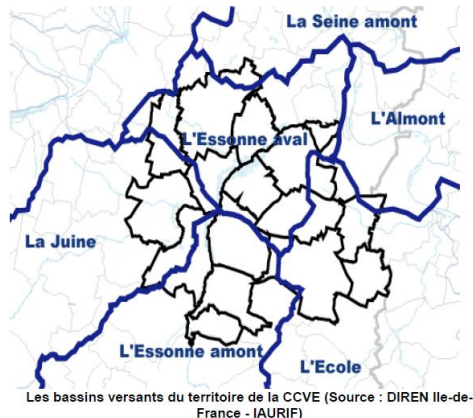 La Seine amont
L'Almont
L'Essonne aval
La Juine
L'Essonne amont
L'Ecole
Les bassins versants du territoire de la CCVE (Source : DIREN Ile-de-
France - IAURIF)